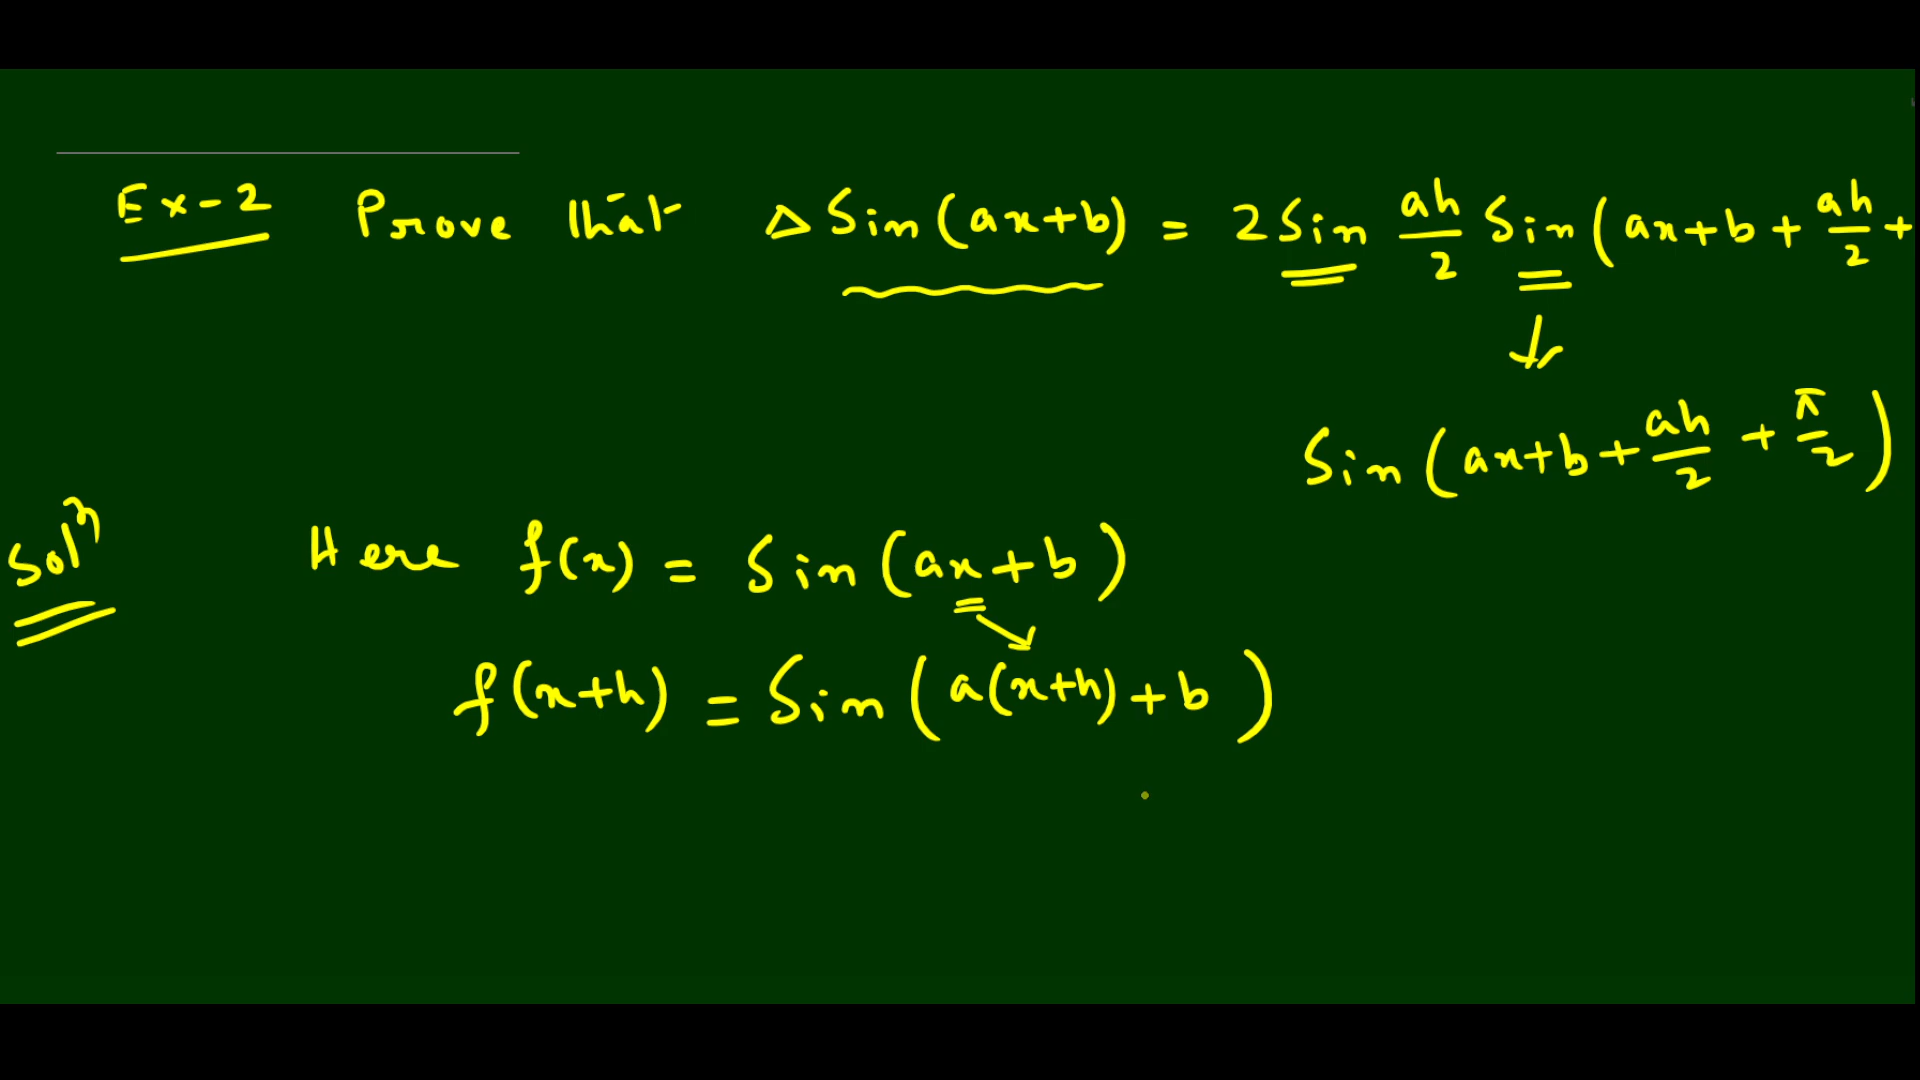 Ex-2 Prove that Δ Sin(ax+b) = 2 Sin ah/2 Sin(ax+b+ah/2+
Sin(ax+b+ah/2+π/2)
Solⁿ Here f(x) = Sin(ax+b)
f(x+h) = Sin(a(x+h)+b)